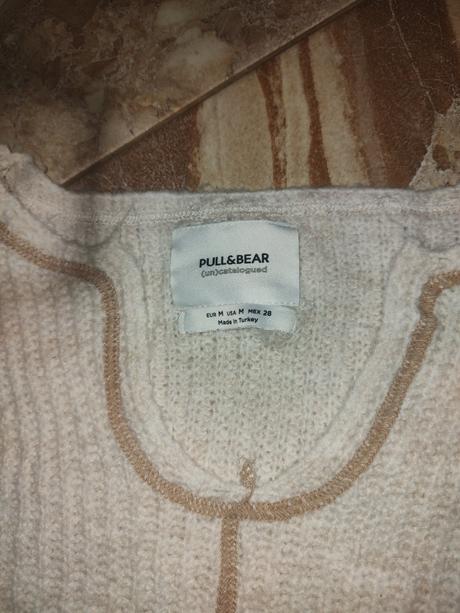 PULL&BEAR
(un)catalogued
EUR M USA M MEX 28
Made in Turkey